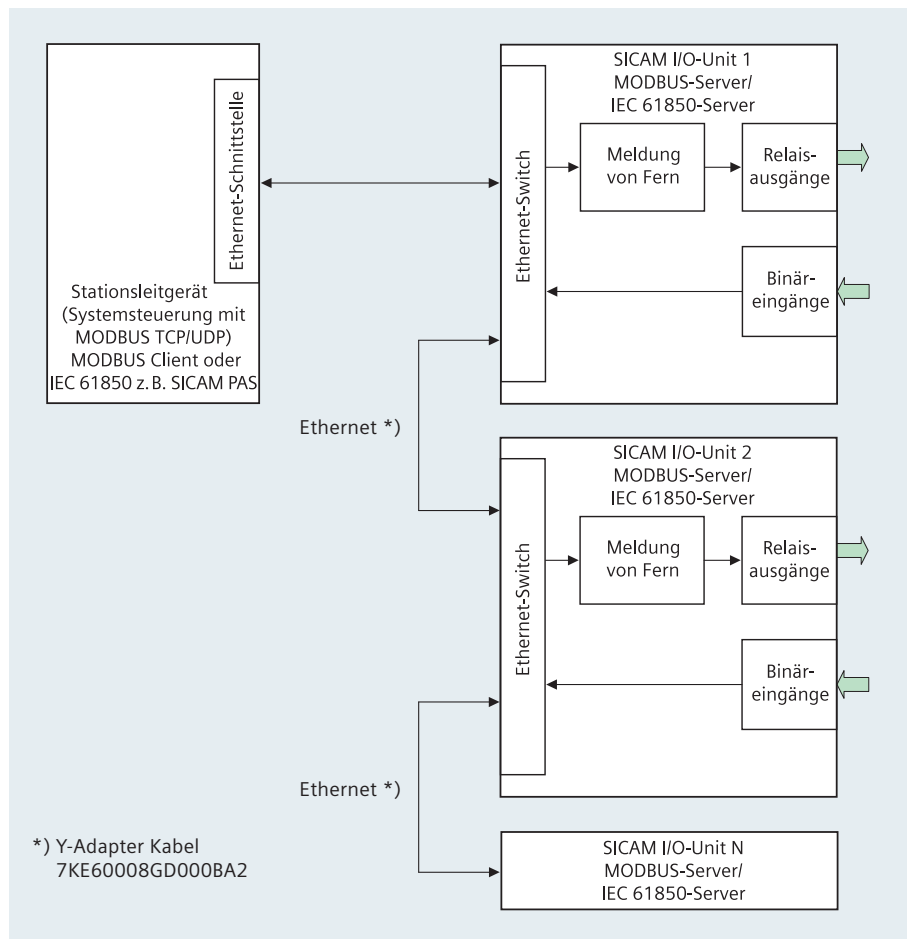 Ethernet-Schnittstelle
Stationsleitgerät
(Systemsteuerung mit
MODBUS TCP/UDP)
MODBUS Client oder
IEC 61850 z. B. SICAM PAS
SICAM I/O-Unit 1
MODBUS-Server/
IEC 61850-Server
Ethernet-Switch
Meldung
von Fern
Relais-
ausgänge
Binär-
eingänge
Ethernet *)
SICAM I/O-Unit 2
MODBUS-Server/
IEC 61850-Server
Ethernet-Switch
Meldung
von Fern
Relais-
ausgänge
Binär-
eingänge
Ethernet *)
SICAM I/O-Unit N
MODBUS-Server/
IEC 61850-Server
*) Y-Adapter Kabel
7KE60008GD000BA2